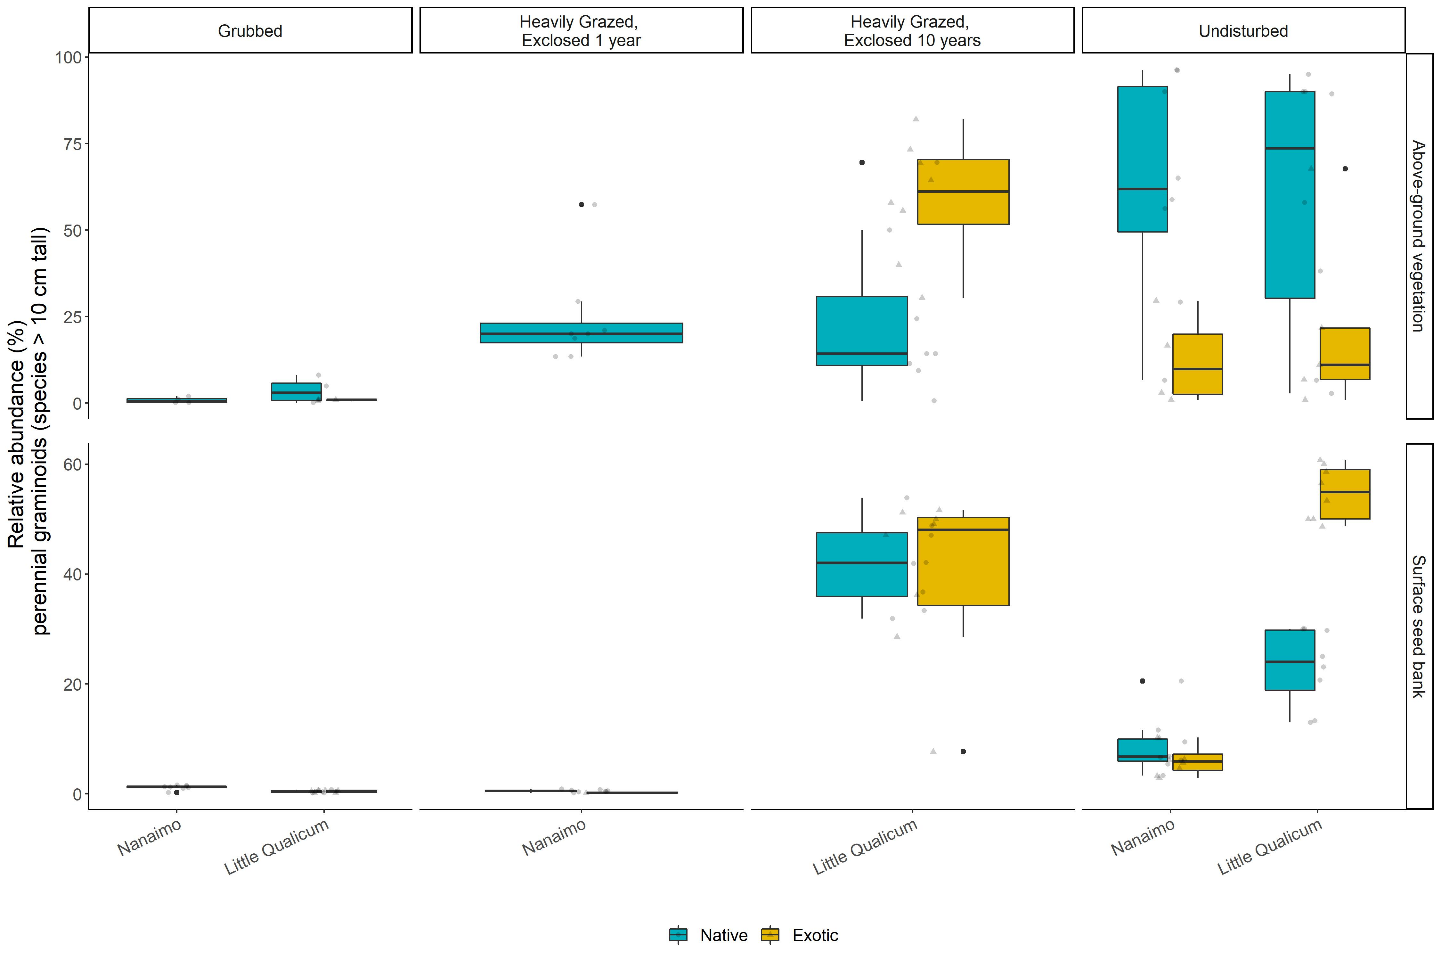 Grubbed
Heavily Grazed,
Exclosed 1 year
Heavily Grazed,
Exclosed 10 years
Undisturbed
Relative abundance (%)
perennial graminoids (species > 10 cm tall)
100
75
50
25
0
Above-ground vegetation
60
40
20
0
Surface seed bank
Nanaimo
Little Qualicum
Nanaimo
Little Qualicum
Nanaimo
Little Qualicum
Native
Exotic